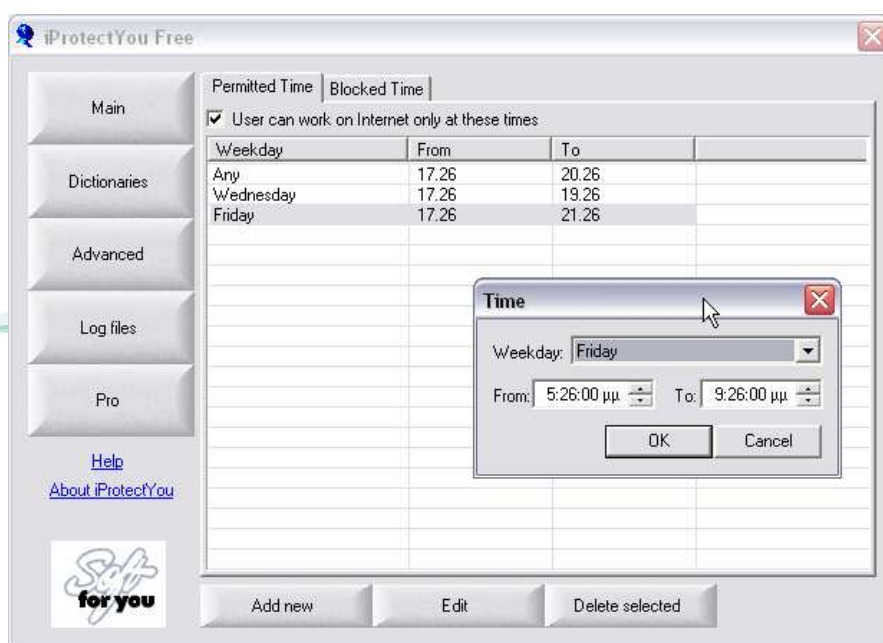 iProtectYou Free
Main
Dictionaries
Advanced
Log files
Pro
Help
About iProtectYou
Soft
for you
Permitted Time Blocked Time
User can work on Internet only at these times
Weekday From To
Any 17.26 20.26
Wednesday 17.26 19.26
Friday 17.26 21.26
Time
Weekday: Friday
From: 5:26:00 μμ To: 9:26:00 μμ
OK Cancel
Add new Edit Delete selected